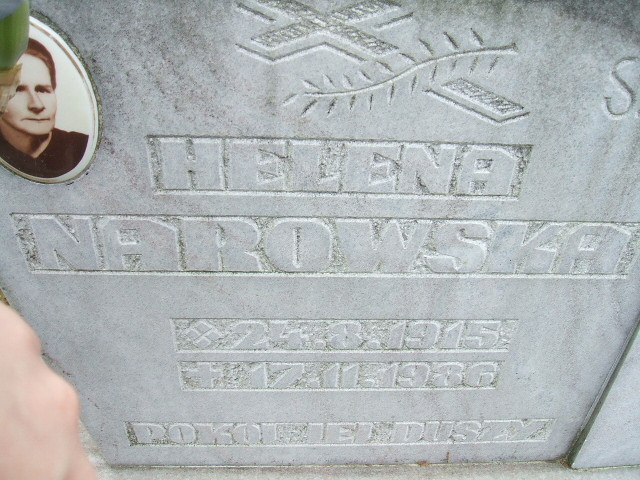 HELENA
NAROWSKA
24.8.1915
✝ 17.11.1986
POKÓJ JEJ DUSZY
S